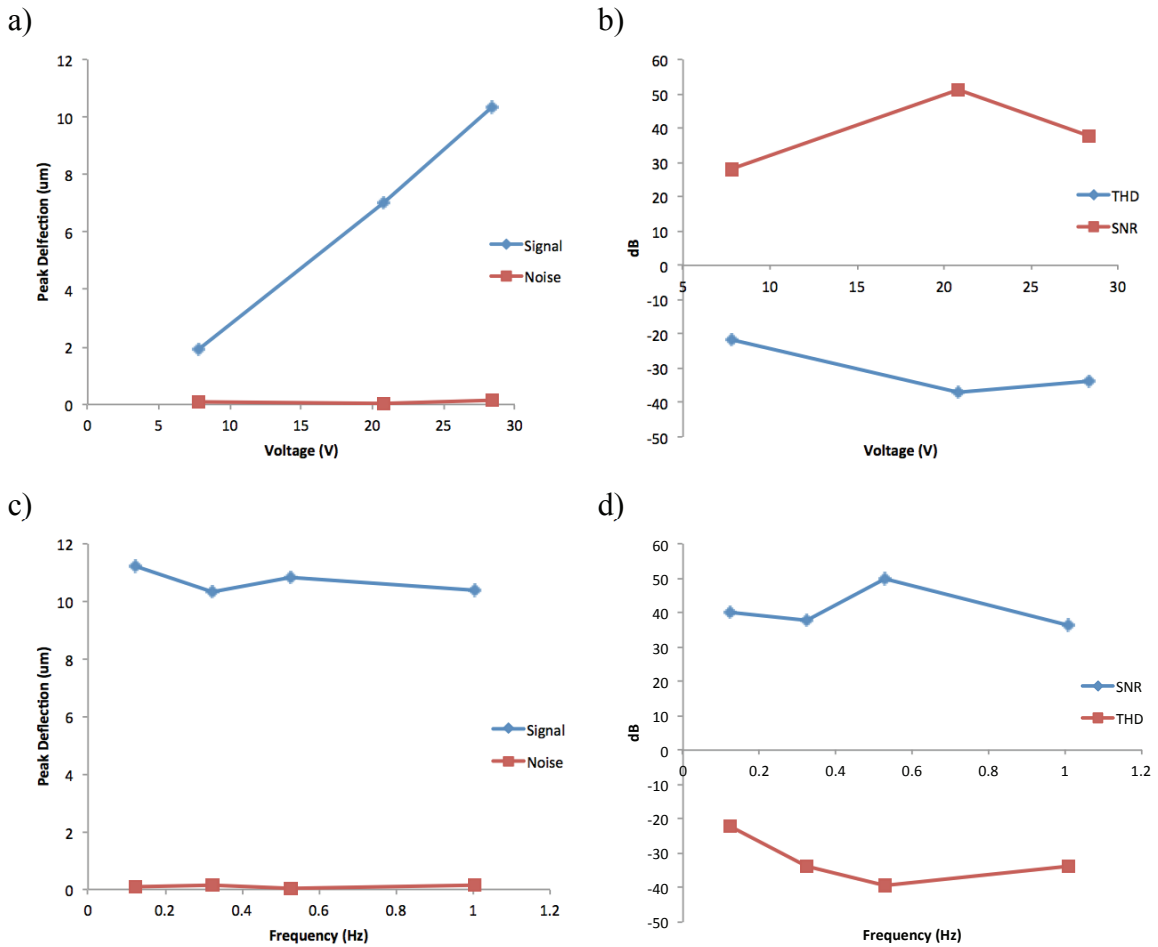 a)
12
10
8
6
4
2
0
Peak Delfection (um)
0 5 10 15 20 25 30
Voltage (V)
Signal
Noise
b)
60
50
40
30
20
10
0
-10
-20
-30
-40
-50
dB
5 10 15 20 25 30
Voltage (V)
THD
SNR
c)
12
10
8
6
4
2
0
Peak Deflection (um)
0 0.2 0.4 0.6 0.8 1 1.2
Frequency (Hz)
Signal
Noise
d)
60
50
40
30
20
10
0
-10
-20
-30
-40
-50
dB
0 0.2 0.4 0.6 0.8 1 1.2
Frequency (Hz)
SNR
THD